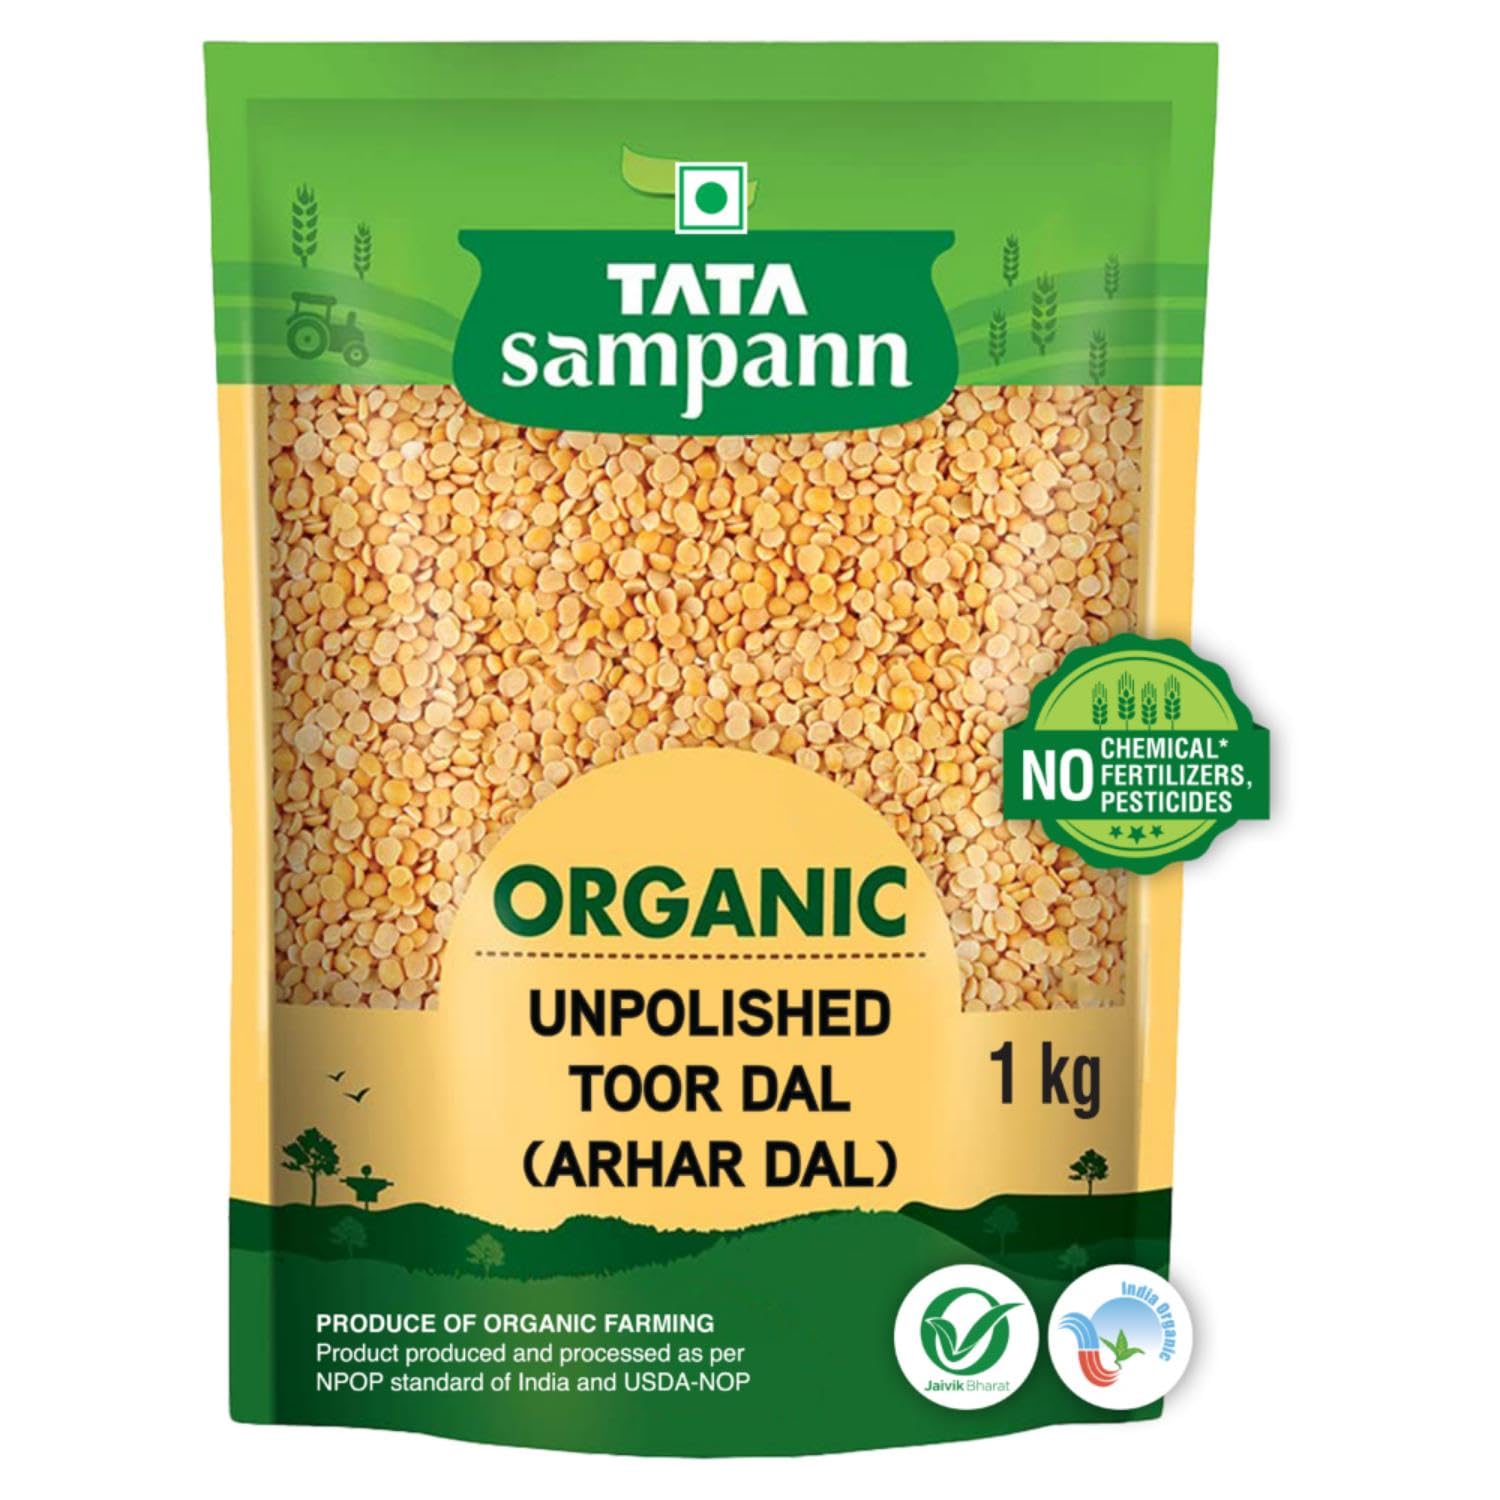 TATA
sampann
NO CHEMICAL*
FERTILIZERS,
PESTICIDES
ORGANIC
UNPOLISHED
TOOR DAL
(ARHAR DAL)
1 kg
PRODUCE OF ORGANIC FARMING
Product produced and processed as per
NPOP standard of India and USDA-NOP
Jaivik Bharat
India Organic